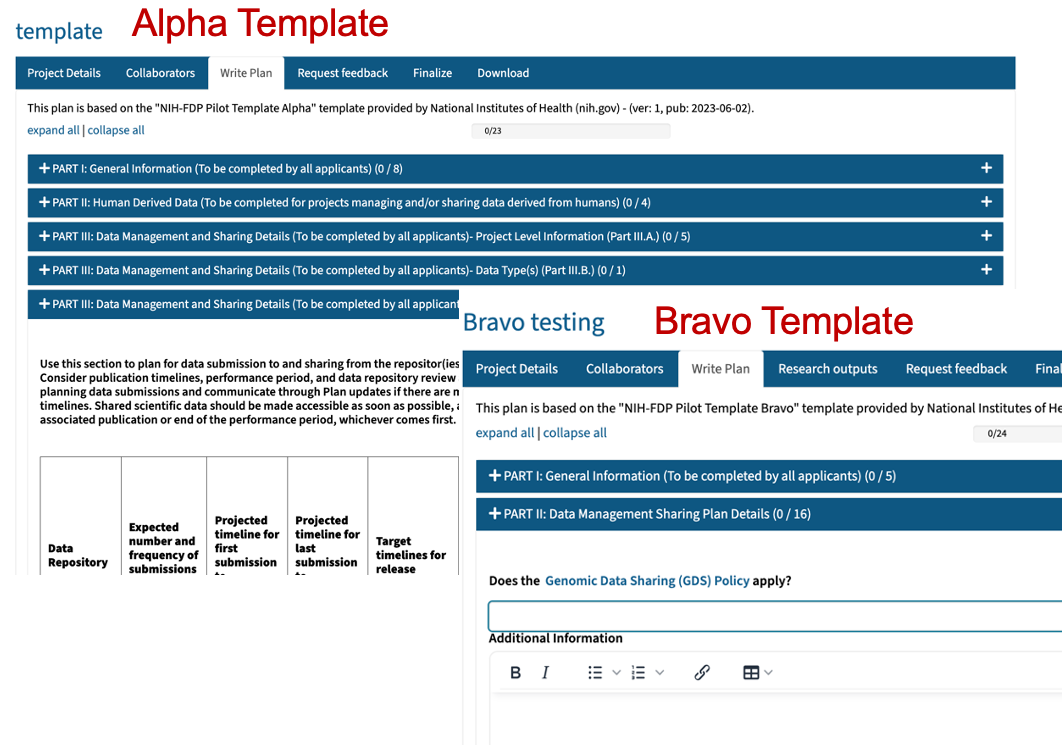 template Alpha Template
Project Details Collaborators Write Plan Request feedback Finalize Download
This plan is based on the "NIH-FDP Pilot Template Alpha" template provided by National Institutes of Health (nih.gov) - (ver: 1, pub: 2023-06-02).
expand all | collapse all 0/23
PART I: General Information (To be completed by all applicants) (0 / 8)
PART II: Human Derived Data (To be completed for projects managing and/or sharing data derived from humans) (0 / 4)
PART III: Data Management and Sharing Details (To be completed by all applicants)- Project Level Information (Part III.A.) (0 / 5)
PART III: Data Management and Sharing Details (To be completed by all applicants)- Data Type(s) (Part III.B.) (0 / 1)
PART III: Data Management and Sharing Details (To be completed by all applicant
Use this section to plan for data submission to and sharing from the repositor(ies
Consider publication timelines, performance period, and data repository review
planning data submissions and communicate through Plan updates if there are
timelines. Shared scientific data should be made accessible as soon as possible,
associated publication or end of the performance period, whichever comes first.
Data
Repository
Expected
number and
frequency of
submissions
Projected
timeline for
first
submission
Projected
timeline for
last
submission
Target
timelines for
release
Bravo testing Bravo Template
Project Details Collaborators Write Plan Research outputs Request feedback Final
This plan is based on the "NIH-FDP Pilot Template Bravo" template provided by National Institutes of He
expand all | collapse all 0/24
PART I: General Information (To be completed by all applicants) (0 / 5)
PART II: Data Management Sharing Plan Details (0 / 16)
Does the Genomic Data Sharing (GDS) Policy apply?
Additional Information
B I